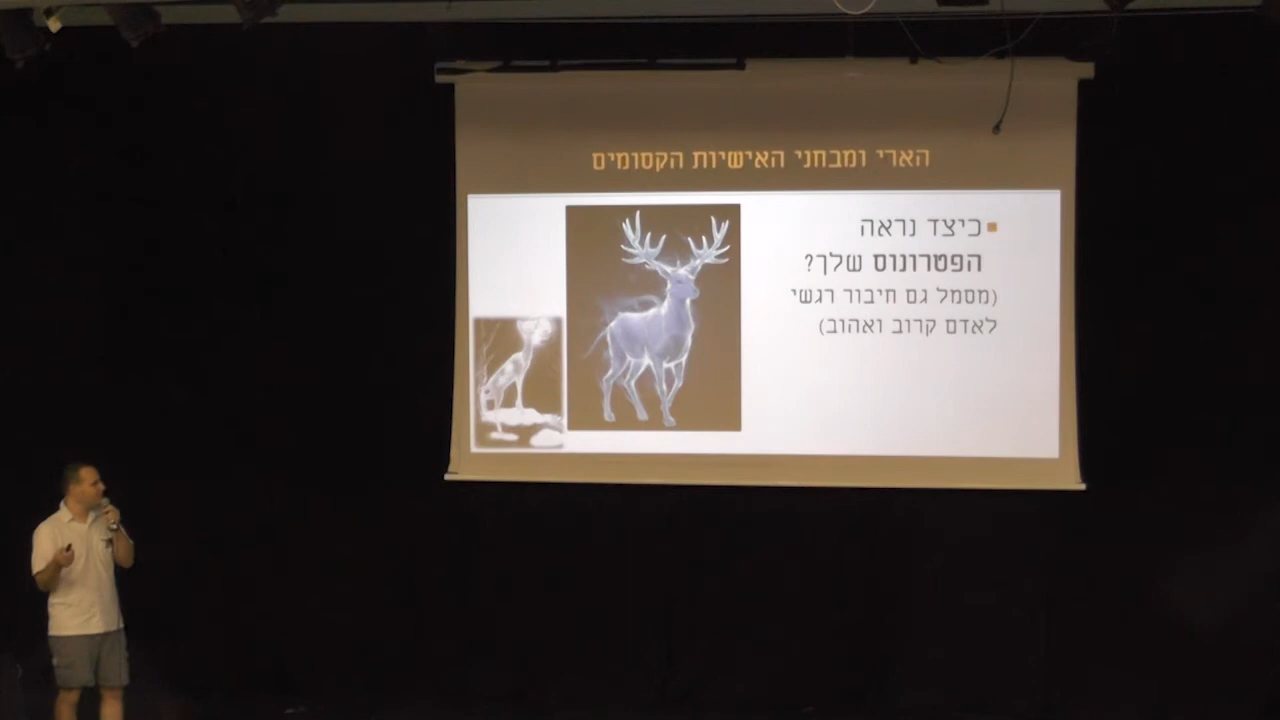 הארי ומבחני האישיות הקסומים
כיצד נראה
הפטרונוס שלך?
(מסמל גם חיבור רגשי
לאדם קרוב ואהוב)